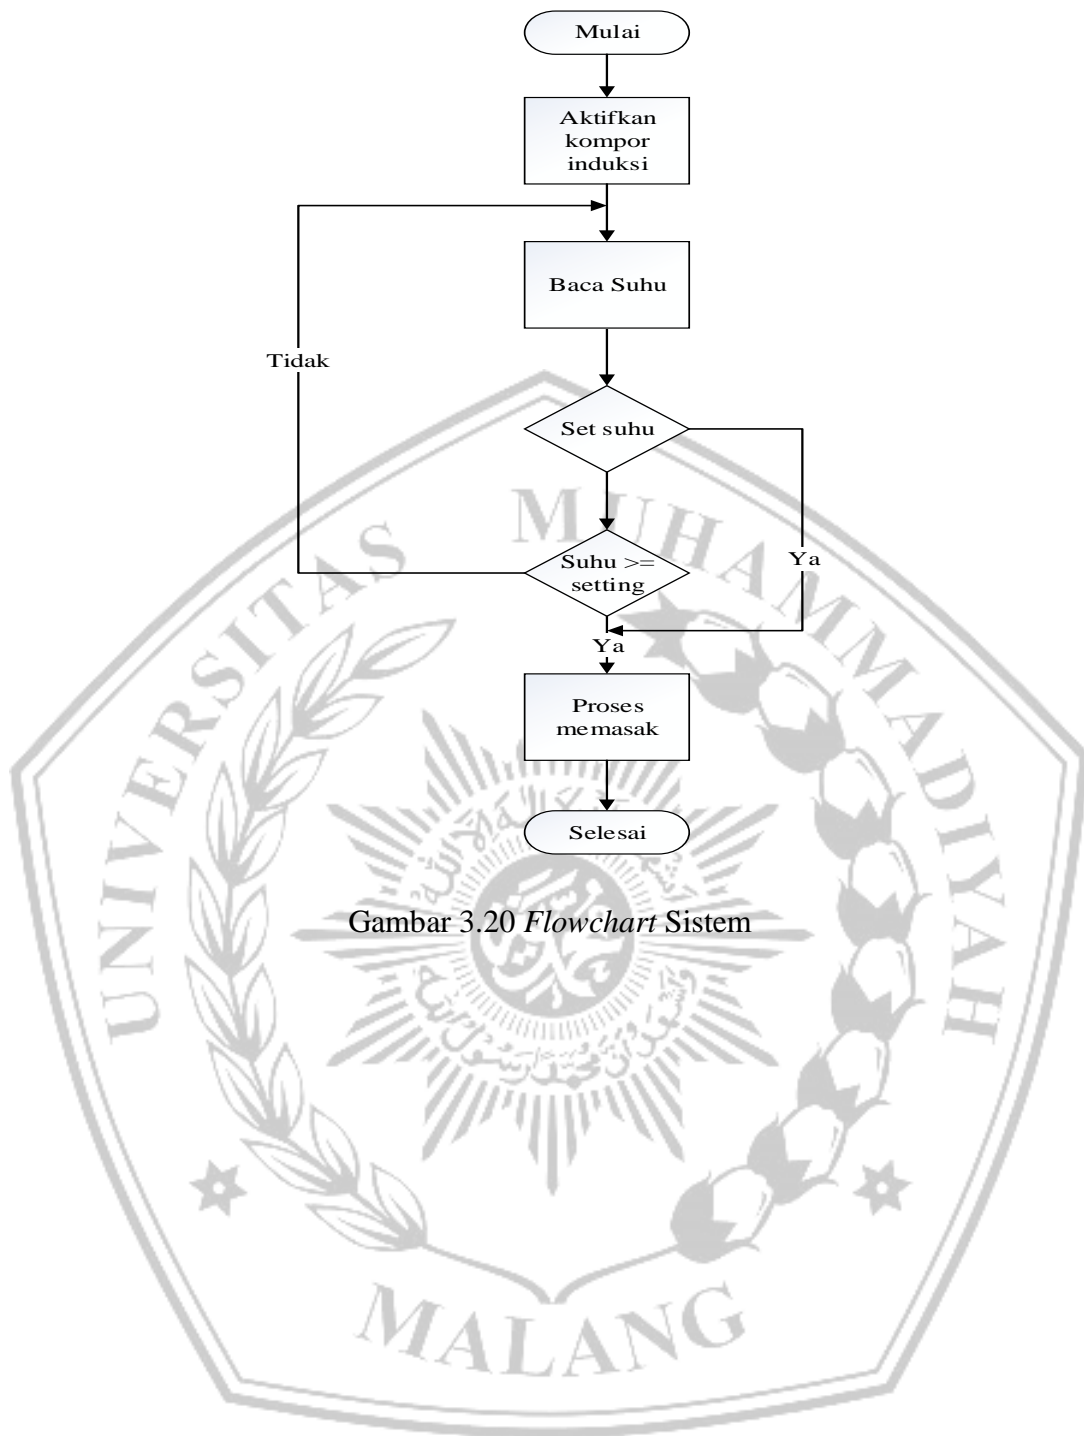 Mulai
Aktifkan
kompor
induksi
Baca Suhu
Tidak
Set suhu
Suhu >=
setting
Ya
Ya
Proses
memasak
Selesai
Gambar 3.20 Flowchart Sistem
UNIVERSITAS MUHAMMADIYAH
MALANG